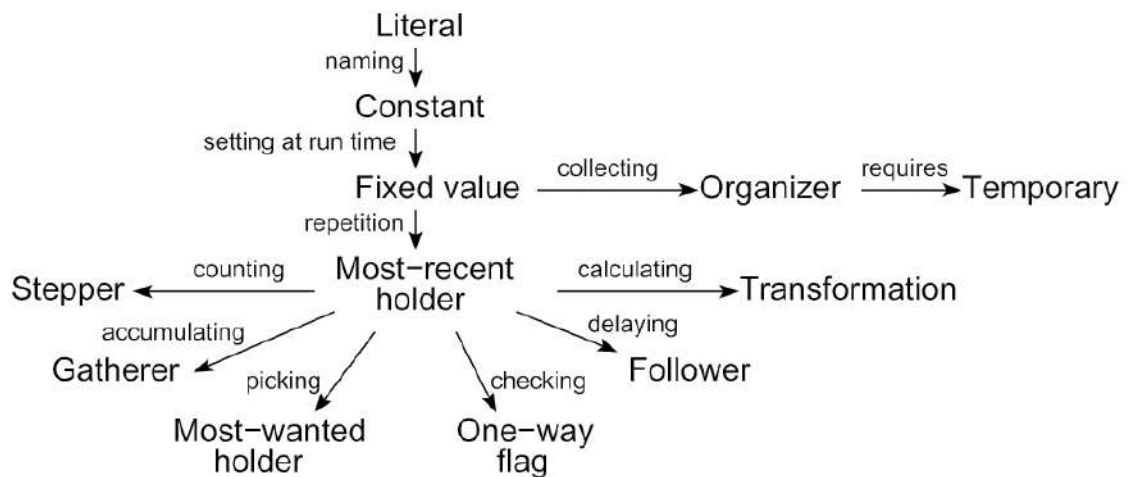 Literal
naming
Constant
setting at run time
Fixed value collecting Organizer requires Temporary
repetition
Stepper counting Most-recent holder calculating Transformation
accumulating delaying
Gatherer picking checking Follower
Most-wanted One-way
holder flag